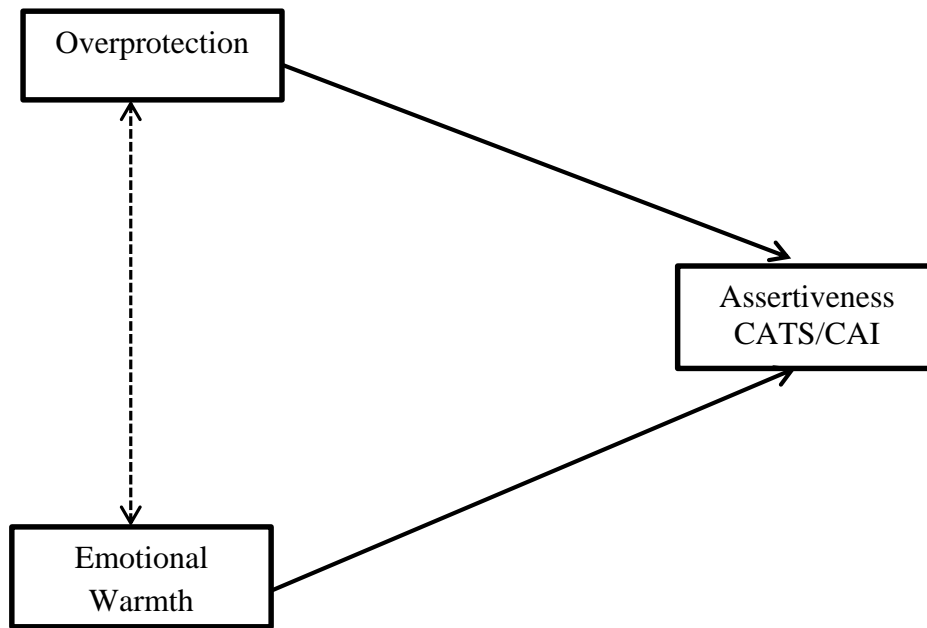 Overprotection
Assertiveness
CATS/CAI
Emotional
Warmth